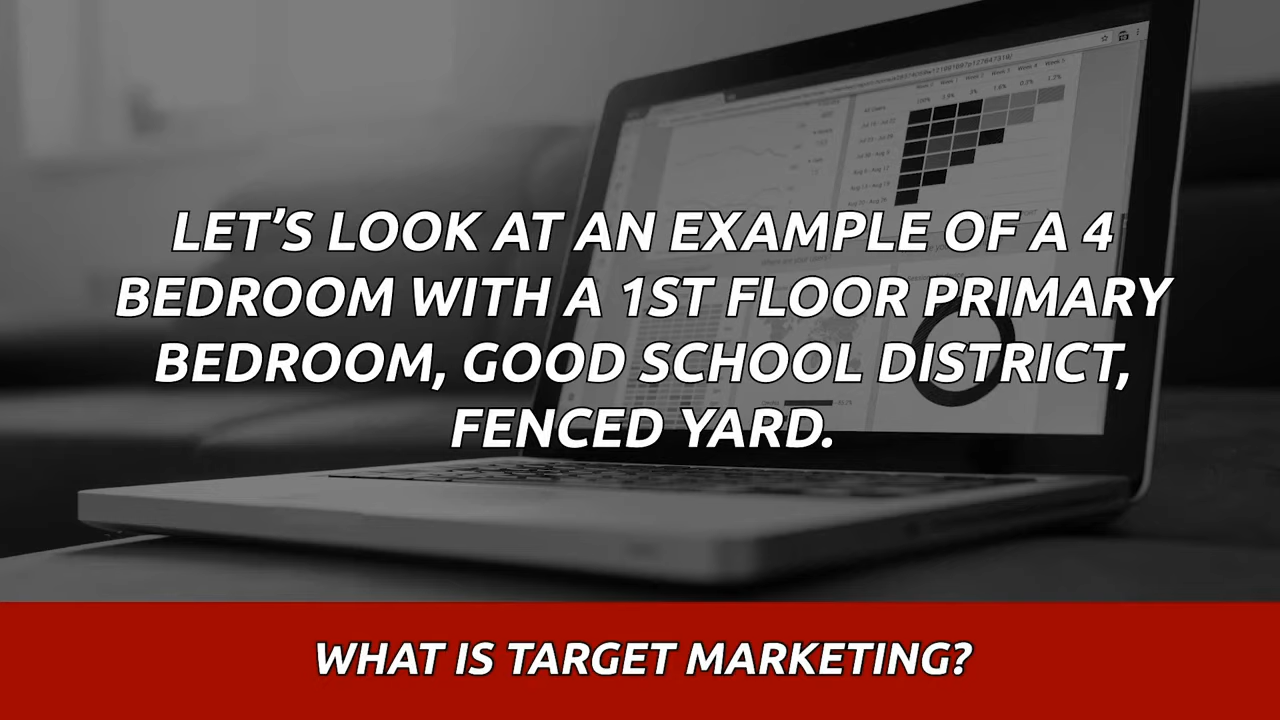 LET'S LOOK AT AN EXAMPLE OF A 4
BEDROOM WITH A 1ST FLOOR PRIMARY
BEDROOM, GOOD SCHOOL DISTRICT,
FENCED YARD.
WHAT IS TARGET MARKETING?